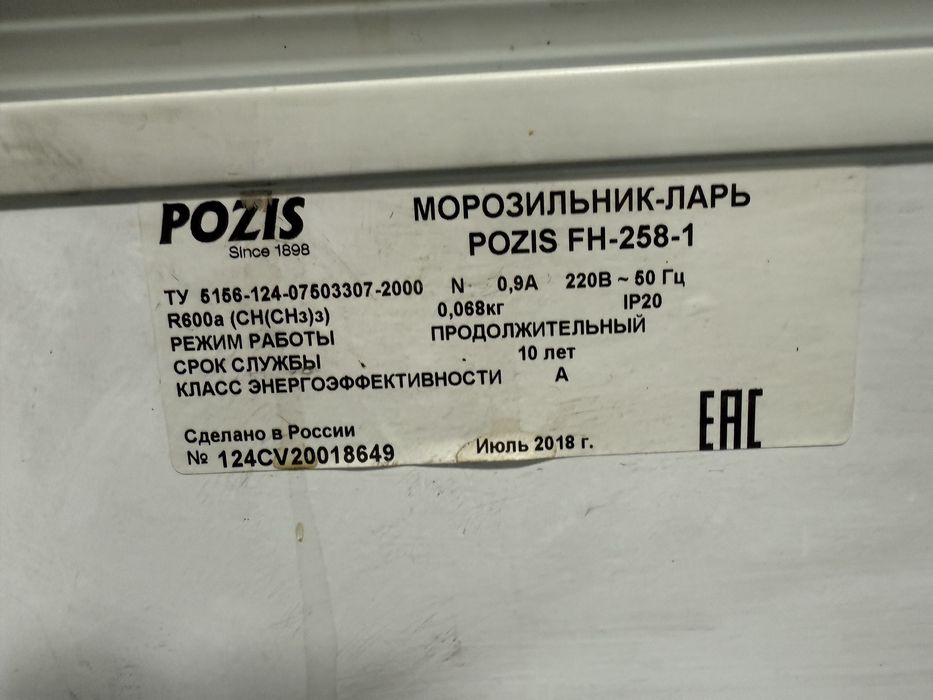 POZIS
Since 1898
МОРОЗИЛЬНИК-ЛАРЬ
POZIS FH-258-1
ТУ 5156-124-07503307-2000 N 0,9А 220В ~ 50 Гц
R600a (CH(CH3)3) 0,068кг IP20
РЕЖИМ РАБОТЫ ПРОДОЛЖИТЕЛЬНЫЙ
СРОК СЛУЖБЫ 10 лет
КЛАСС ЭНЕРГОЭФФЕКТИВНОСТИ А
Сделано в России
№ 124CV20018649 Июль 2018 г.
EAC